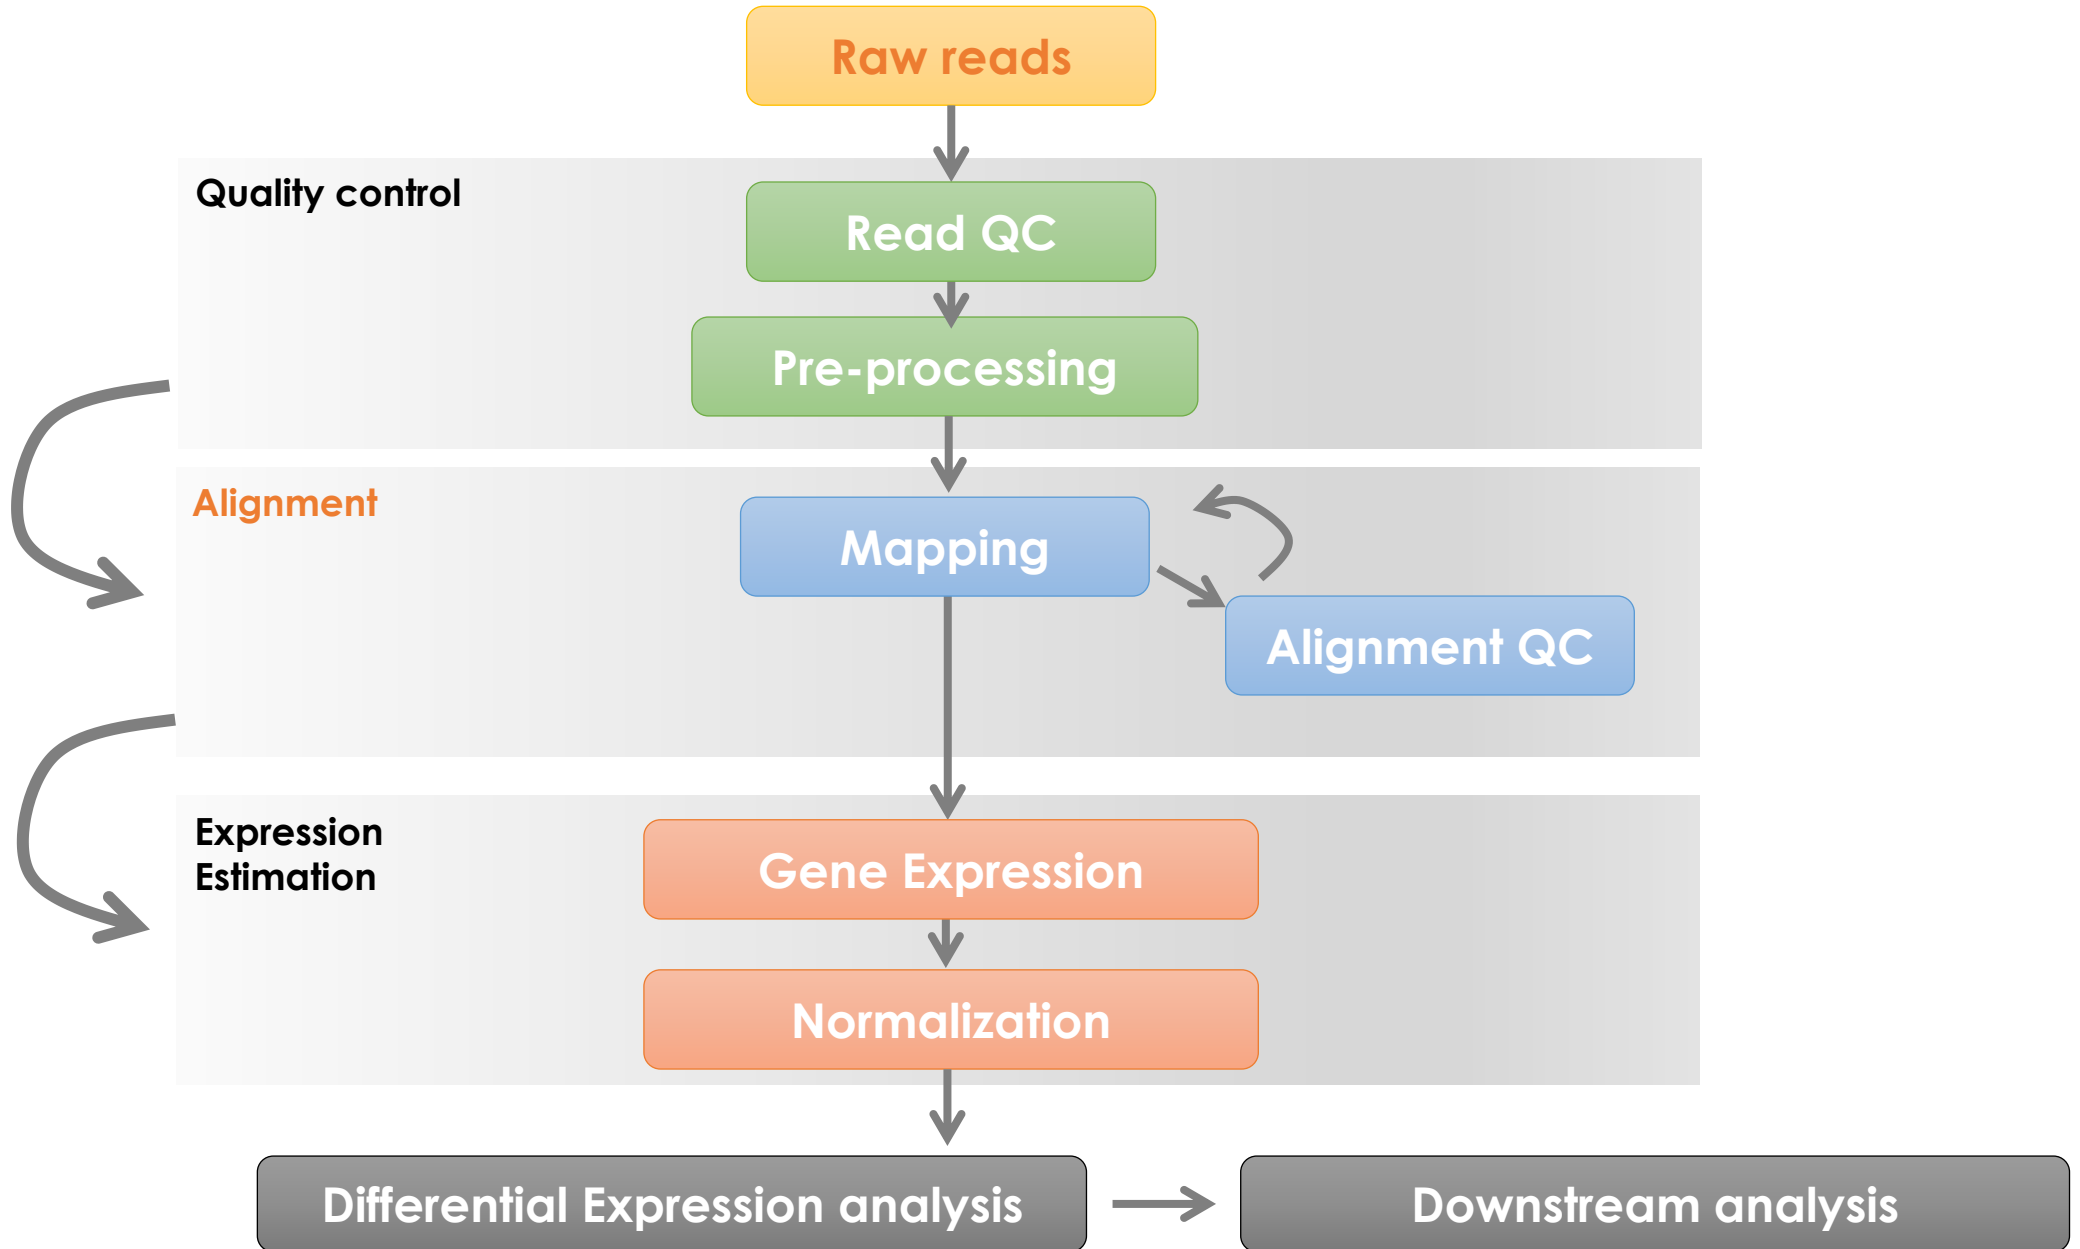 Raw reads
Quality control
Read QC
Pre-processing
Alignment
Mapping
Alignment QC
Expression
Estimation
Gene Expression
Normalization
Differential Expression analysis
Downstream analysis